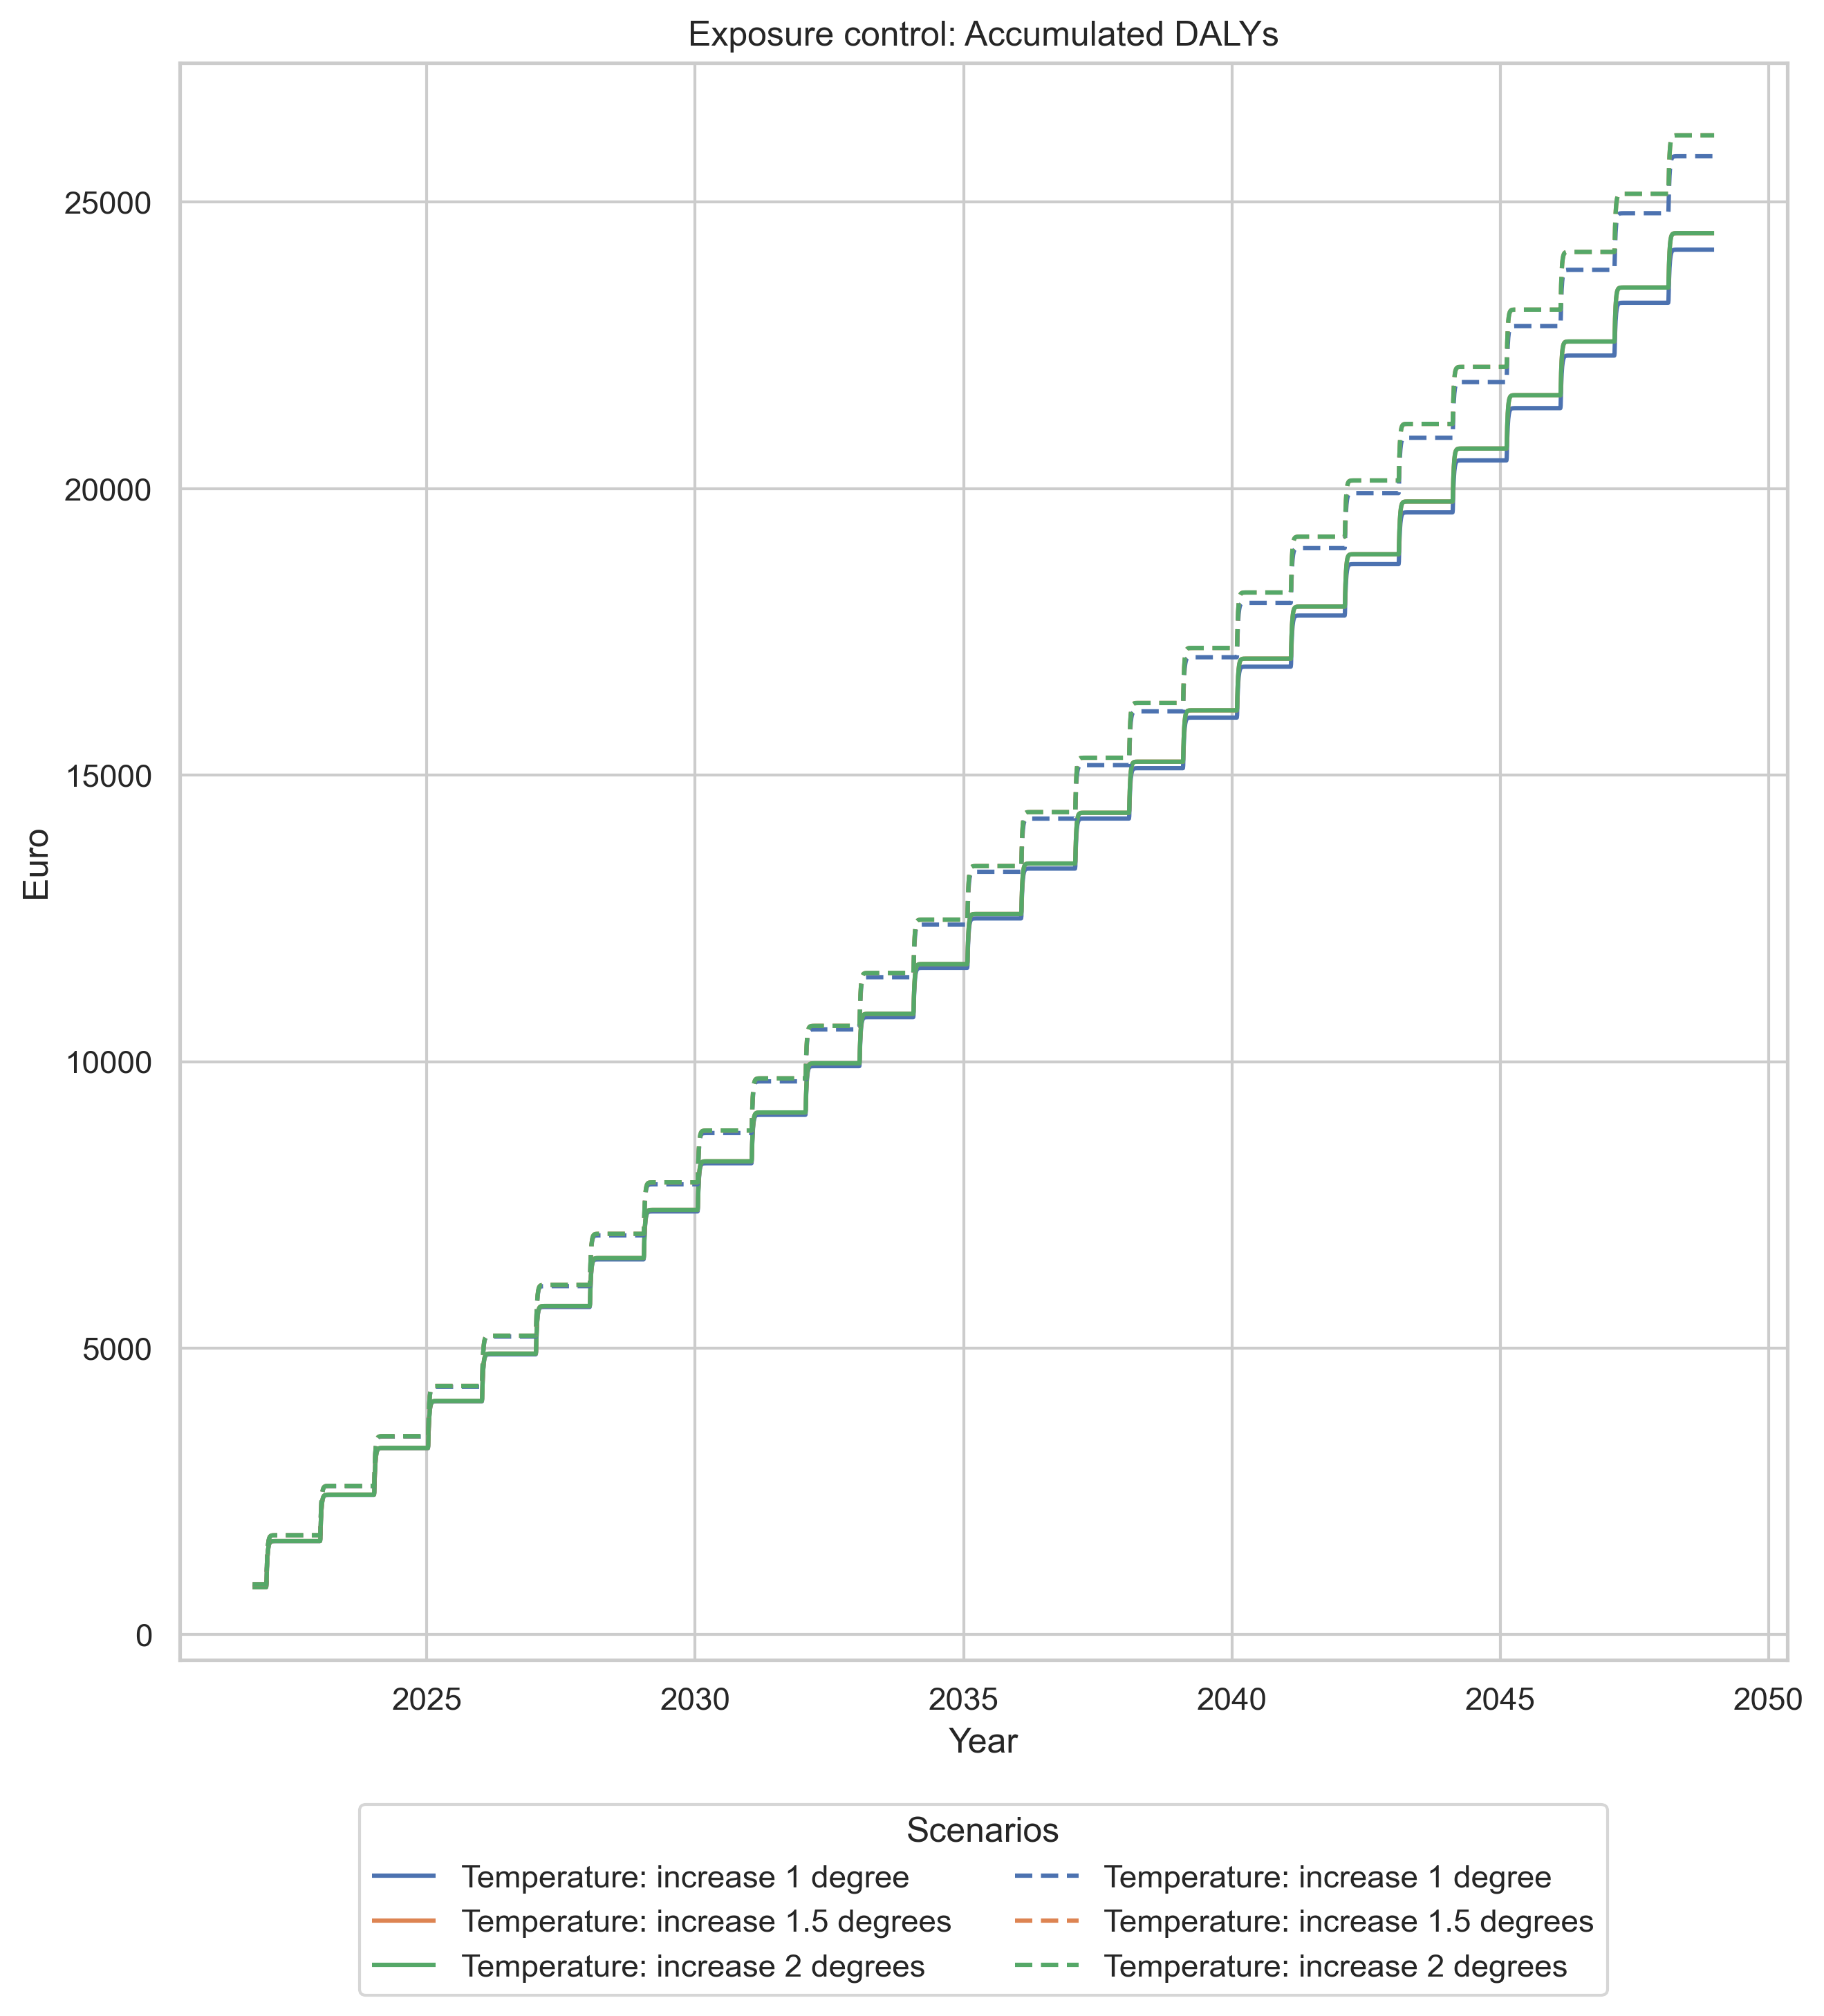 Exposure control: Accumulated DALYs
25000
20000
15000
10000
5000
0
Euro
2025 2030 2035 2040 2045 2050
Year
Scenarios
Temperature: increase 1 degree Temperature: increase 1 degree
Temperature: increase 1.5 degrees Temperature: increase 1.5 degrees
Temperature: increase 2 degrees Temperature: increase 2 degrees